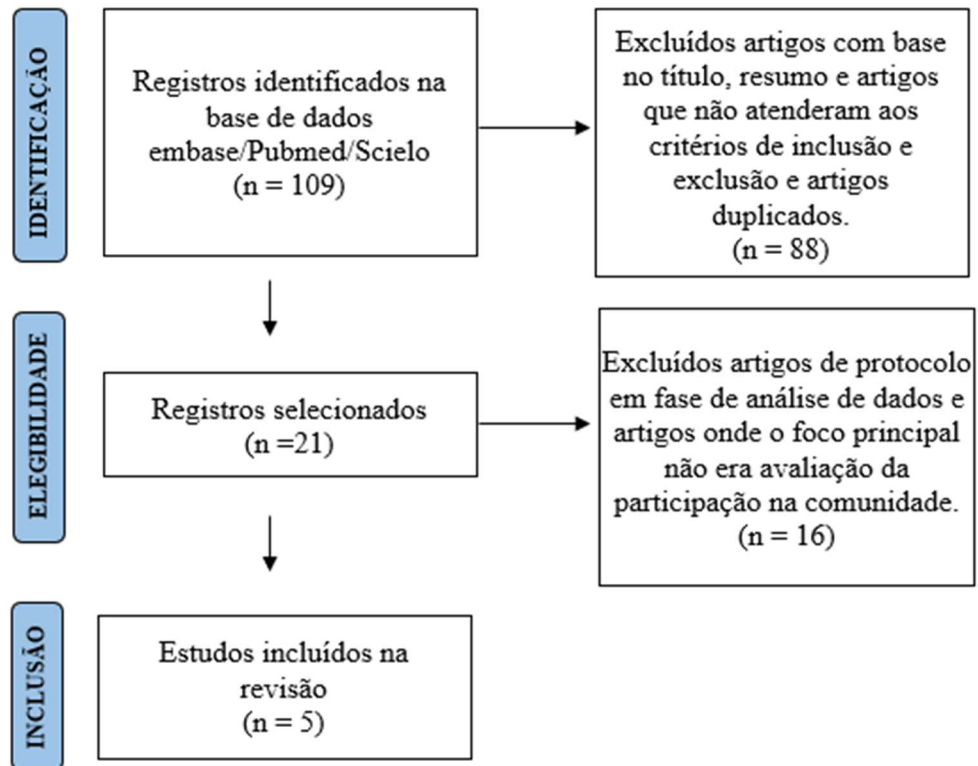 IDENTIFICAÇÃO
Registros identificados na
base de dados
embase/Pubmed/Scielo
(n = 109)
Excluídos artigos com base
no título, resumo e artigos
que não atenderam aos
critérios de inclusão e
exclusão e artigos
duplicados.
(n = 88)
ELEGIBILIDADE
Registros selecionados
(n =21)
Excluídos artigos de protocolo
em fase de análise de dados e
artigos onde o foco principal
não era avaliação da
participação na comunidade.
(n = 16)
INCLUSÃO
Estudos incluídos na
revisão
(n = 5)